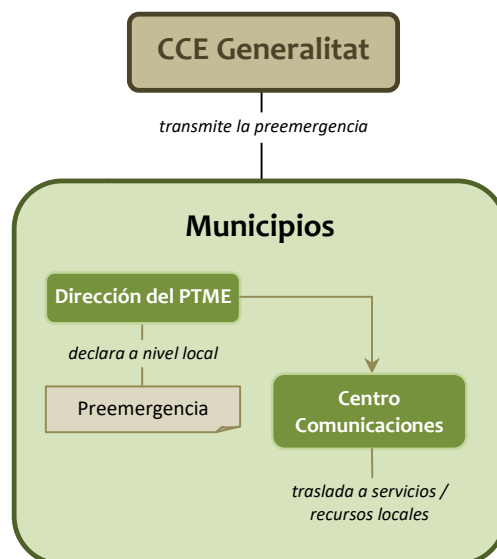 CCE Generalitat
transmite la preemergencia
Municipios
Dirección del PTME
declara a nivel local
Preemergencia
Centro
Comunicaciones
traslada a servicios /
recursos locales